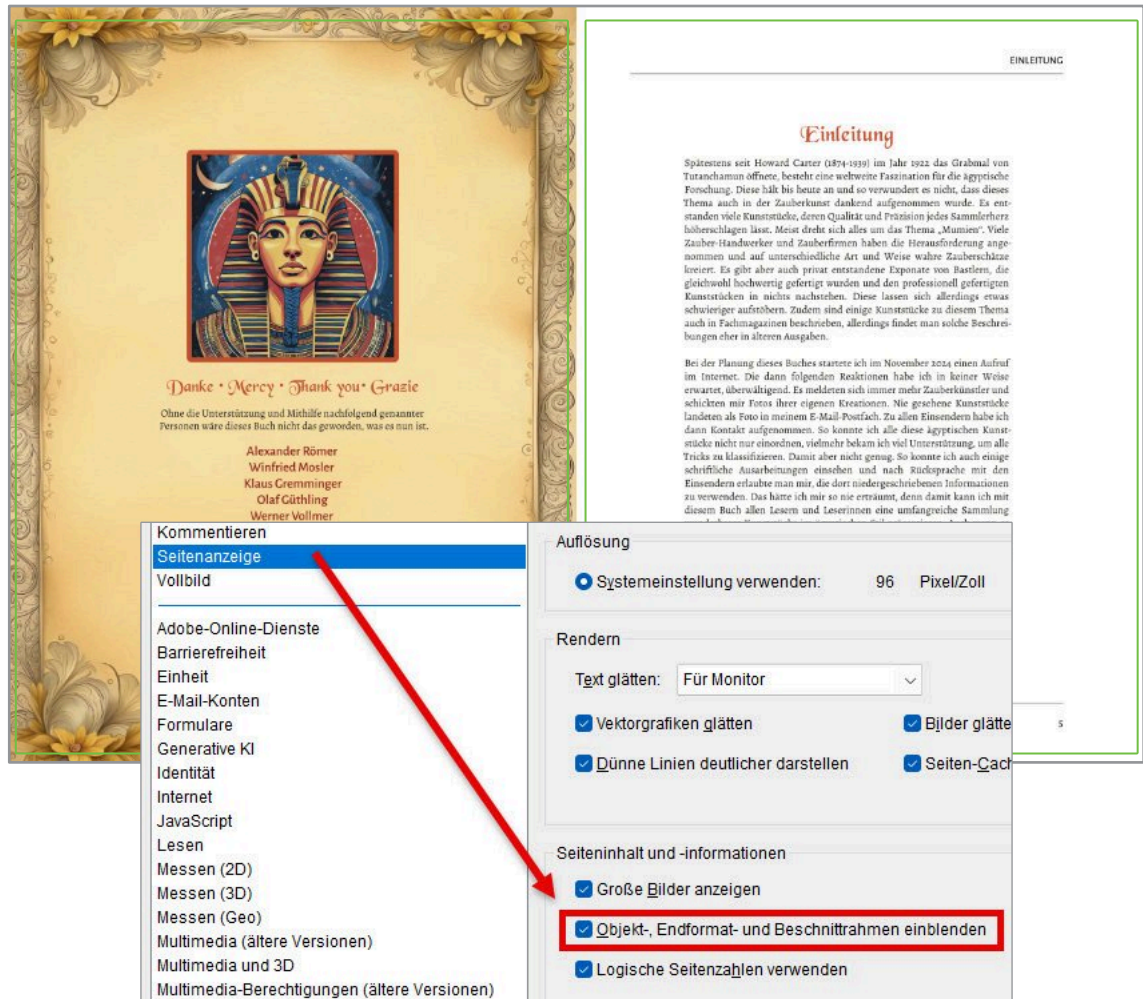 Danke • Mercy • Thank you • Grazie
Ohne die Unterstützung und Mithilfe nachfolgend genannter
Personen wäre dieses Buch nicht das geworden, was es nun ist.
Alexander Römer
Winfried Mosler
Klaus Gremminger
Olaf Güthling
Werner Vollmer
EINLEITUNG
Einleitung
Spätestens seit Howard Carter (1874-1939) im Jahr 1922 das Grabmal von
Tutanchamun öffnete, besteht eine weltweite Faszination für die ägyptische
Forschung. Diese hält bis heute an und so verwundert es nicht, dass dieses
Thema auch in der Zauberkunst dankend aufgenommen wurde. Es ent-
standen viele Kunststücke, deren Qualität und Präzision jedes Sammlerherz
höherschlagen lässt. Meist dreht sich alles um das Thema „Mumien“. Viele
Zauber-Handwerker und Zauberfirmen haben die Herausforderung ange-
nommen und auf unterschiedliche Art und Weise wahre Zauberschätze
kreiert. Es gibt aber auch privat entstandene Exponate von Bastlern, die
gleichwohl hochwertig gefertigt wurden und den professionell gefertigten
Kunststücken in nichts nachstehen. Diese lassen sich allerdings etwas
schwieriger aufstöbern. Zudem sind einige Kunststücke zu diesem Thema
auch in Fachmagazinen beschrieben, allerdings findet man solche Beschrei-
bungen eher in älteren Ausgaben.
Bei der Planung dieses Buches startete ich im November 2024 einen Aufruf
im Internet. Die dann folgenden Reaktionen habe ich in keiner Weise
erwartet, überwältigend. Es meldeten sich immer mehr Zauberkünstler und
schickten mir Fotos ihrer eigenen Kreationen. Nie gesehene Kunststücke
landeten als Foto in meinem E-Mail-Postfach. Zu allen Einsendern habe ich
dann Kontakt aufgenommen. So konnte ich alle diese ägyptischen Kunst-
stücke nicht nur einordnen, vielmehr bekam ich viel Unterstützung, um alle
Tricks zu klassifizieren. Damit aber nicht genug. So konnte ich auch einige
schriftliche Ausarbeitungen einsehen und nach Rücksprache mit den
Einsendern erlaubte man mir, die dort niedergeschriebenen Informationen
zu verwenden. Das hätte ich mir so nie erträumt, denn damit kann ich mit
diesem Buch allen Lesern und Leserinnen eine umfangreiche Sammlung
5
Kommentieren
Seitenanzeige
Vollbild
Adobe-Online-Dienste
Barrierefreiheit
Einheit
E-Mail-Konten
Formulare
Generative KI
Identität
Internet
JavaScript
Lesen
Messen (2D)
Messen (3D)
Messen (Geo)
Multimedia (ältere Versionen)
Multimedia und 3D
Multimedia-Berechtigungen (ältere Versionen)
Auflösung
Systemeinstellung verwenden: 96 Pixel/Zoll
Rendern
Text glätten: Für Monitor
Vektorgrafiken glätten Bilder glätte
Dünne Linien deutlicher darstellen Seiten-Cach
Seiteninhalt und -informationen
Große Bilder anzeigen
Objekt-, Endformat- und Beschnittrahmen einblenden
Logische Seitenzahlen verwenden